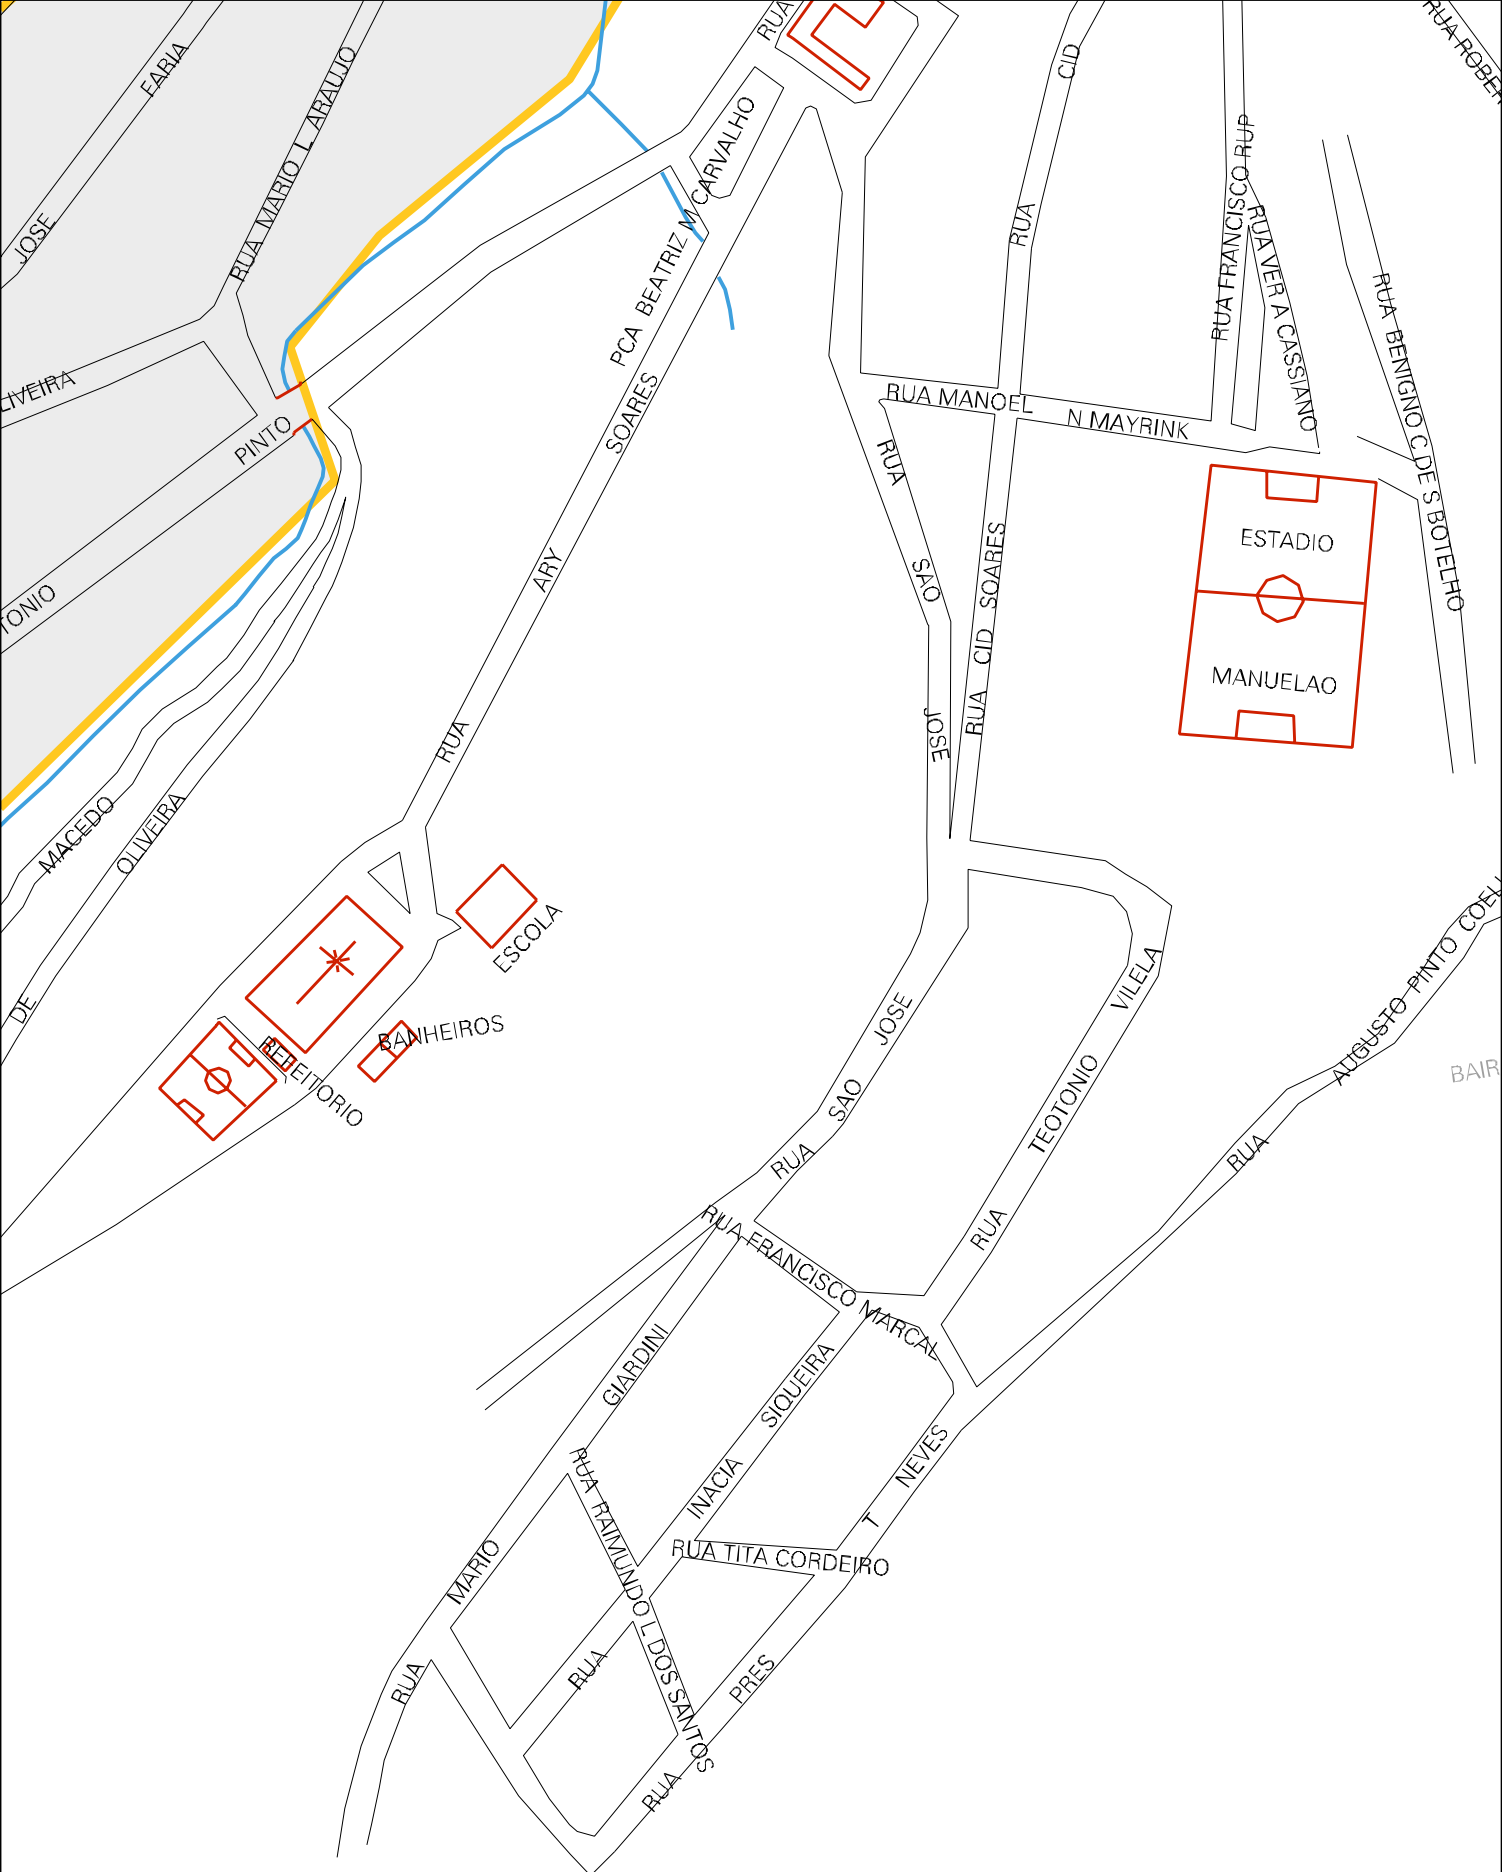 RUA
FARIA
JOSE
RUA MARIO L ARAUJO
PCA BEATRIZ M CARVALHO
CID
RUA
RUA FRANCISCO RUP
RUA VER A CASSIANO
RUA BENIGNO C DE S BOTELHO
LIVEIRA
PINTO
TONIO
RUA MANOEL N MAYRINK
RUA ARY SOARES
RUA SAO JOSE
RUA CID SOARES
ESTADIO
MANUELAO
MACEDO
DE OLIVEIRA
ESCOLA
BANHEIROS
REFEITORIO
RUA SAO JOSE
RUA TEOTONIO VILELA
RUA AUGUSTO PINTO
BAIR
RUA FRANCISCO MARCAL
RUA MARIO GIARDINI
RUA INACIA SIQUEIRA
RUA RAIMUNDO L DOS SANTOS
RUA TITA CORDEIRO
RUA PRES T NEVES